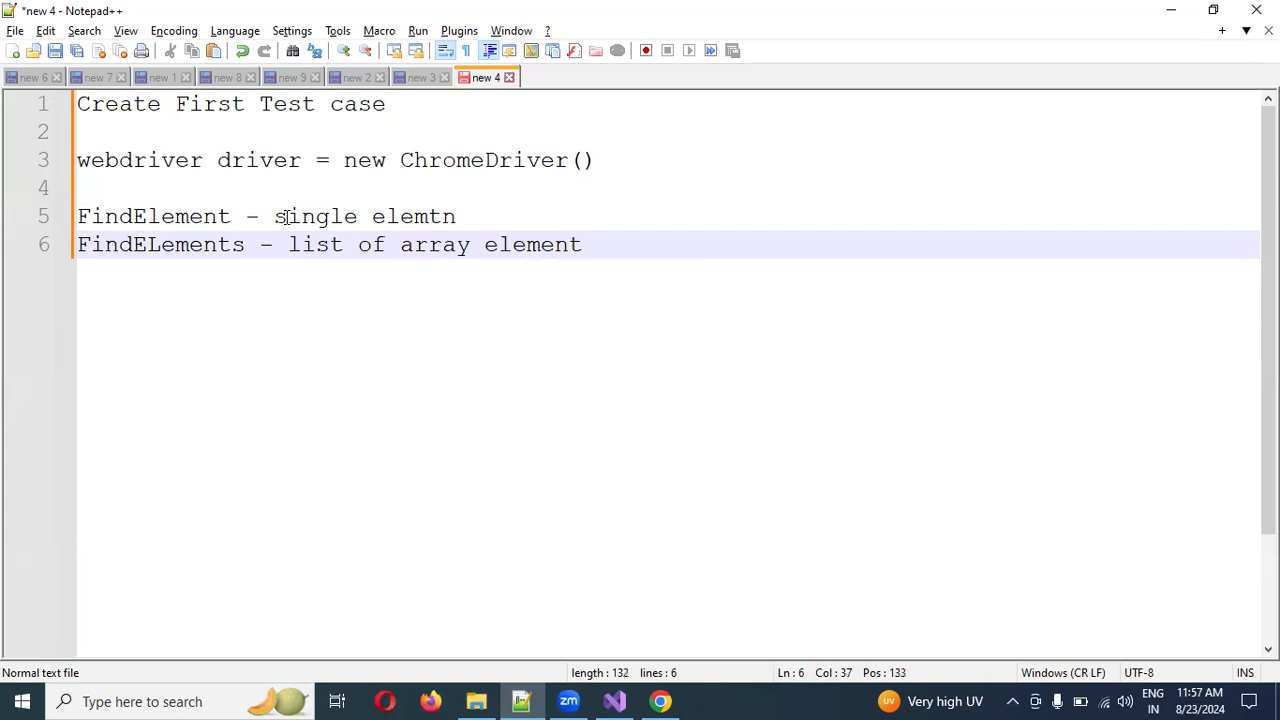 *new 4 - Notepad++
File Edit Search View Encoding Language Settings Tools Macro Run Plugins Window ?
new 6 new 7 new 1 new 8 new 9 new 2 new 3 new 4
1 Create First Test case
2
3 webdriver driver = new ChromeDriver()
4
5 FindElement - single elemtn
6 FindELements - list of array element
Normal text file length : 132 lines : 6 Ln : 6 Col : 37 Pos : 133 Windows (CR LF) UTF-8 INS
Type here to search zm Very high UV ENG IN 11:57 AM 8/23/2024